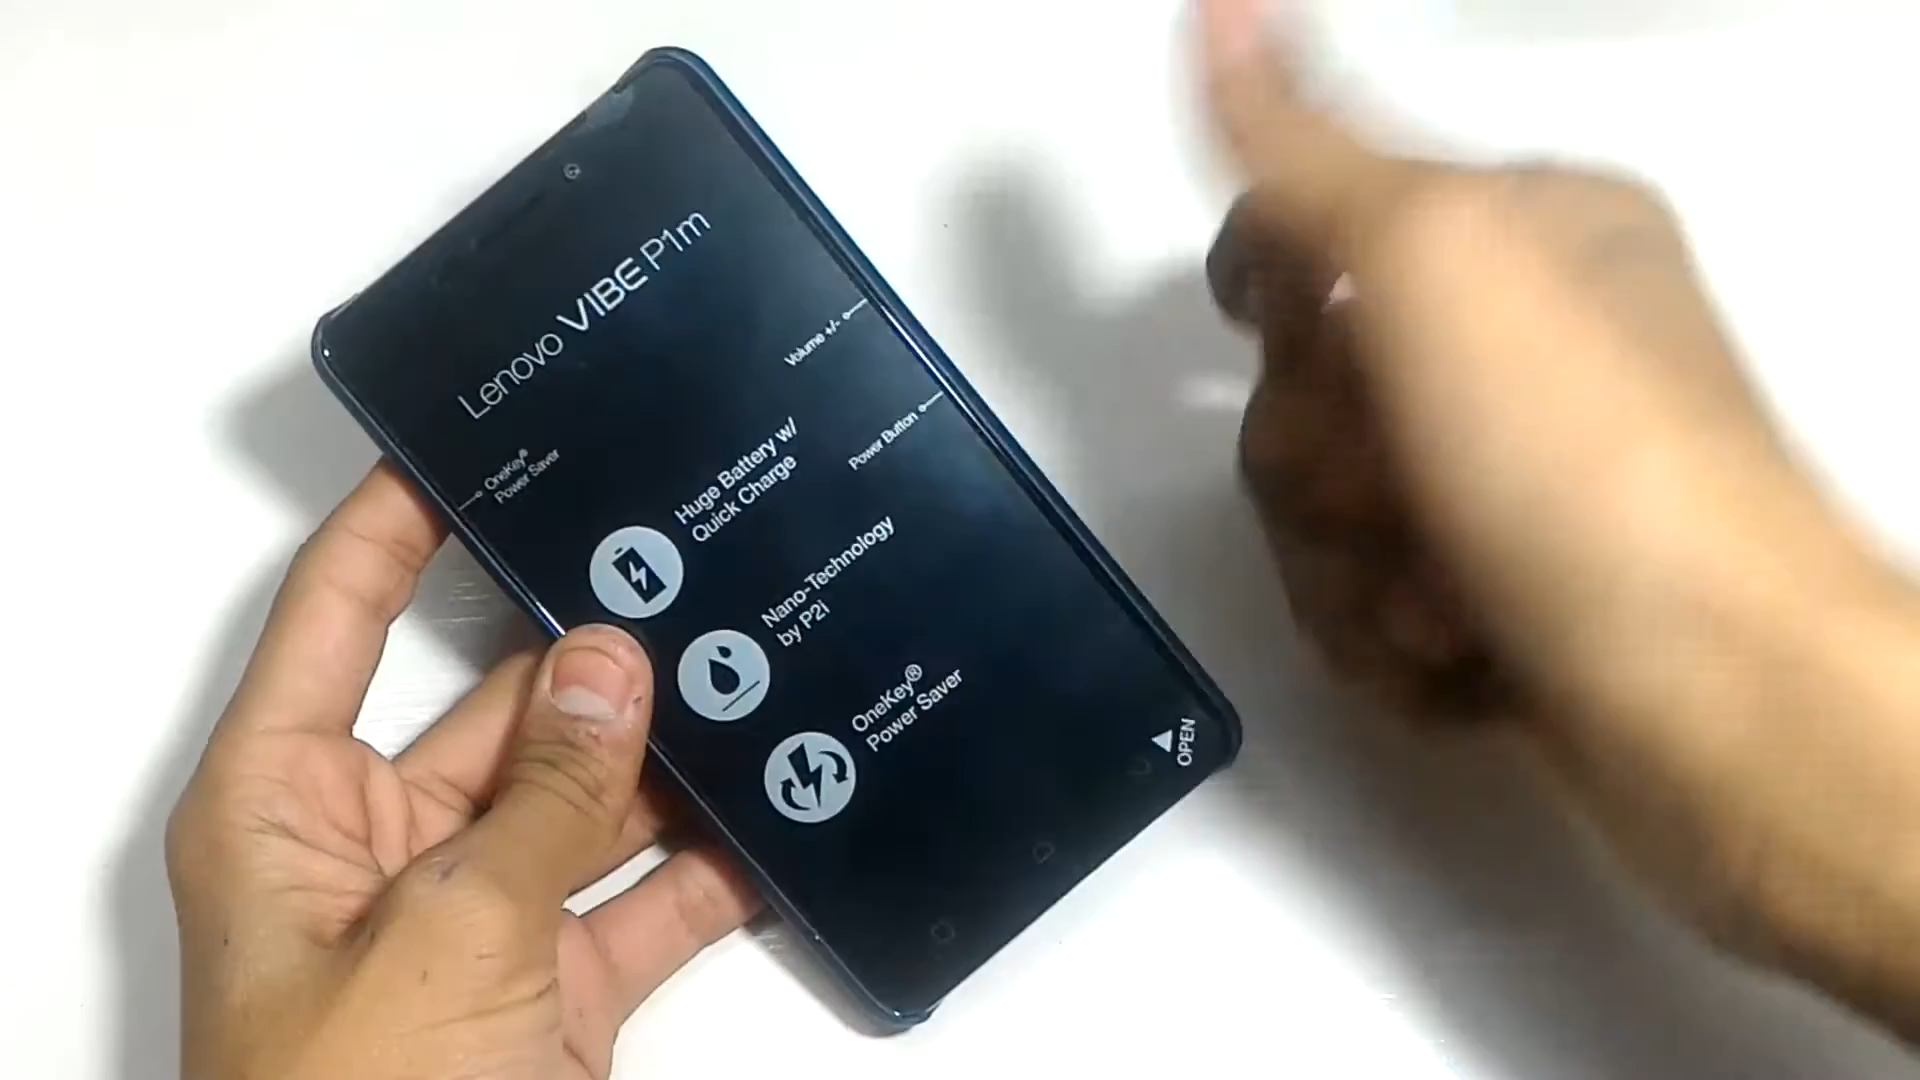 Lenovo VIBE P1m
Volume +/-
Power Button
OneKey®
Power Saver
Huge Battery w/
Quick Charge
Nano-Technology
by P2i
OneKey®
Power Saver
OPEN